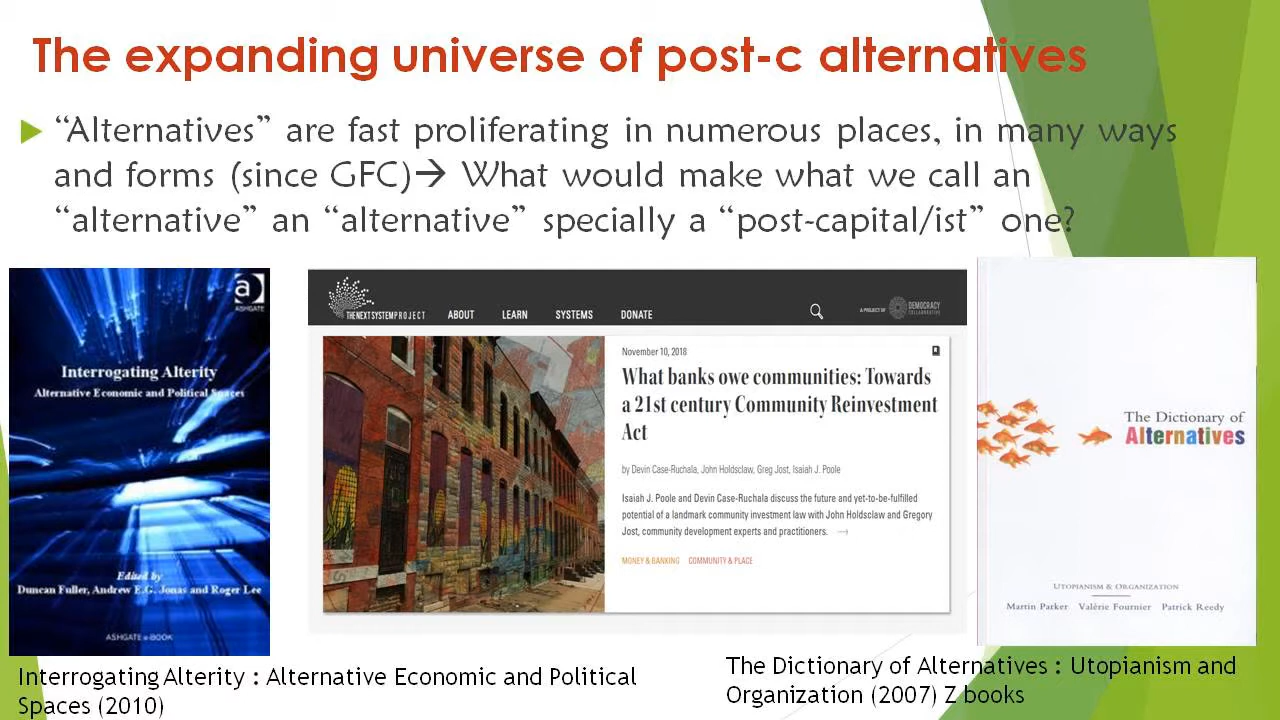 The expanding universe of post-c alternatives
“Alternatives” are fast proliferating in numerous places, in many ways
and forms (since GFC)→ What would make what we call an
“alternative” an “alternative” specially a “post-capital/ist” one?
a
ASHGATE
Interrogating Alterity
Alternative Economic and Political Spaces
Edited by
Duncan Fuller, Andrew E.G. Jonas and Roger Lee
ASHGATE e-BOOK
THENEXTSYSTEMPROJECT ABOUT LEARN SYSTEMS DONATE A PROJECT OF DEMOCRACY
COLLABORATIVE
November 10, 2018
What banks owe communities: Towards
a 21st century Community Reinvestment
Act
by Devin Case-Ruchala, John Holdsclaw, Greg Jost, Isaiah J. Poole
Isaiah J. Poole and Devin Case-Ruchala discuss the future and yet-to-be-fulfilled
potential of a landmark community investment law with John Holdsclaw and Gregory
Jost, community development experts and practitioners. →
MONEY & BANKING COMMUNITY & PLACE
The Dictionary of
Alternatives
UTOPIANISM & ORGANIZATION
Martin Parker Valérie Fournier Patrick Reedy
Interrogating Alterity : Alternative Economic and Political
Spaces (2010)
The Dictionary of Alternatives : Utopianism and
Organization (2007) Z books